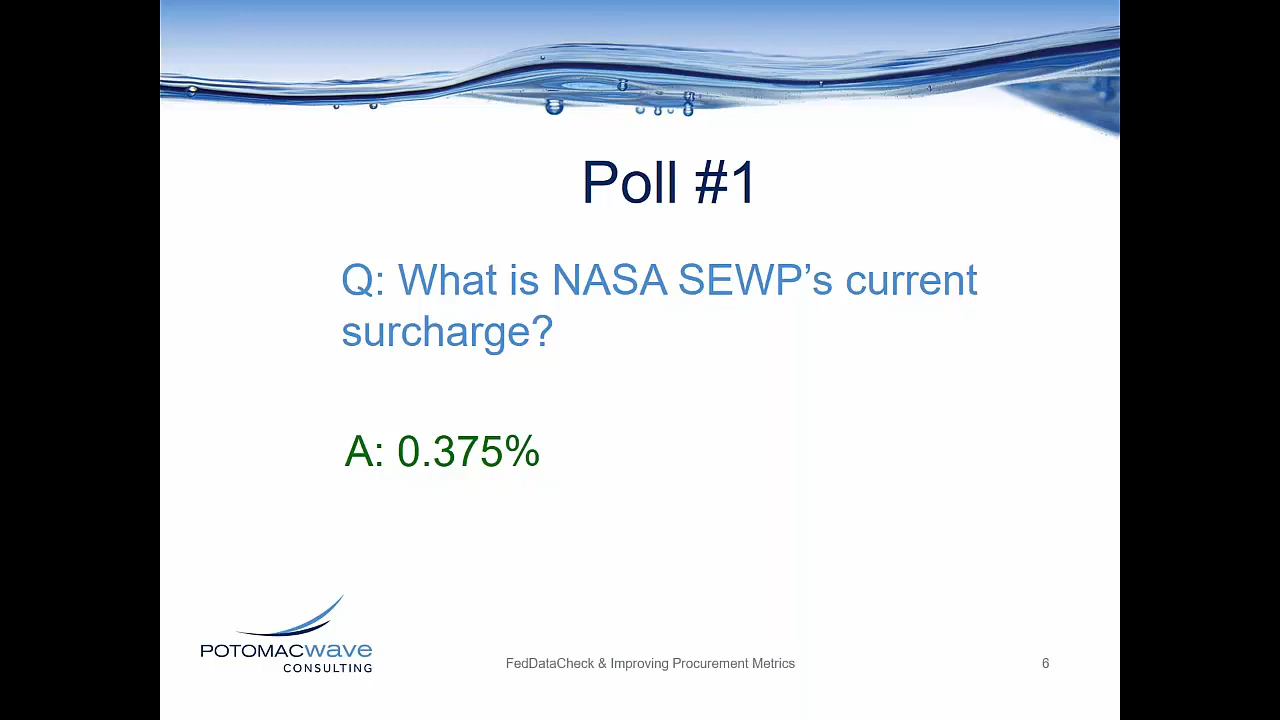 Poll #1
Q: What is NASA SEWP’s current
surcharge?
A: 0.375%
POTOMACWAVE
CONSULTING
FedDataCheck & Improving Procurement Metrics
6